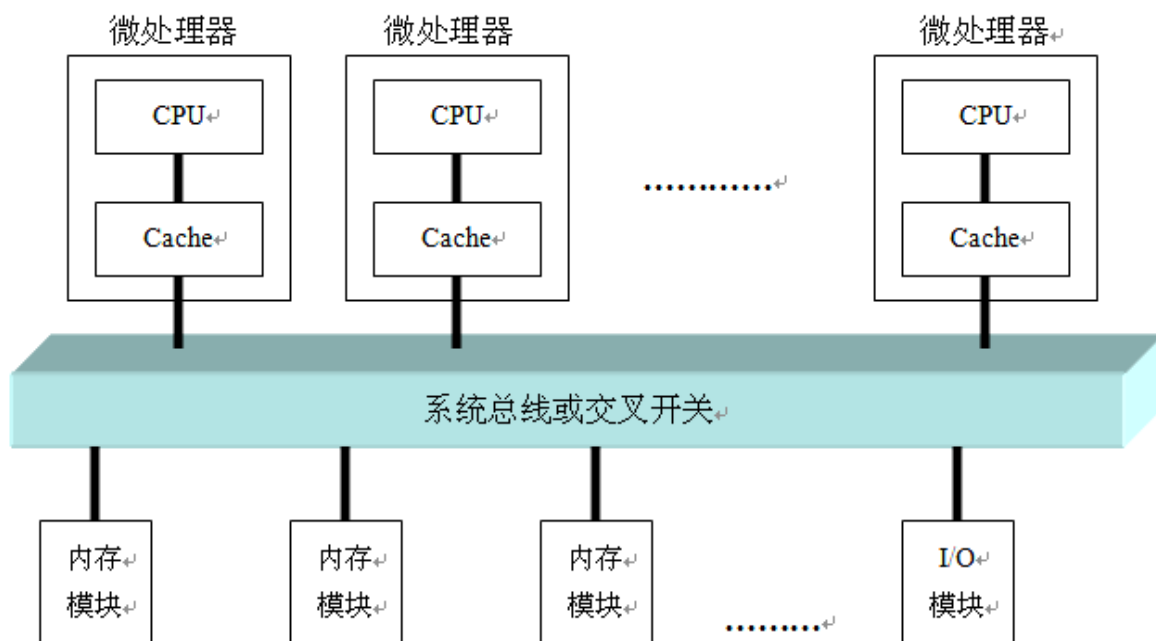 微处理器 微处理器 微处理器↵
CPU↵ CPU↵ CPU↵
............↵
Cache↵ Cache↵ Cache↵
系统总线或交叉开关↵
内存↵ 内存↵ 内存↵ I/O↵
模块↵ 模块↵ 模块↵ 模块↵
.........↵